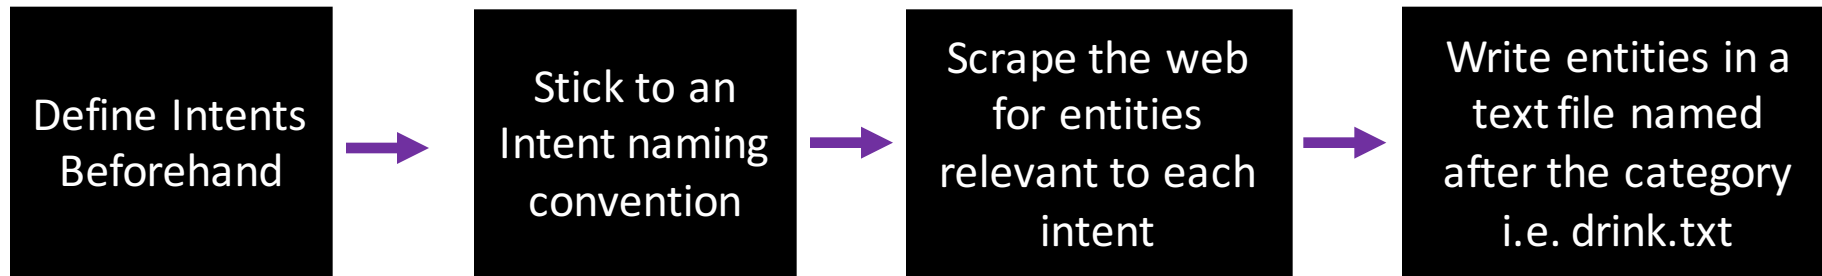 Define Intents
Beforehand
Stick to an
Intent naming
convention
Scrape the web
for entities
relevant to each
intent
Write entities in a
text file named
after the category
i.e. drink.txt